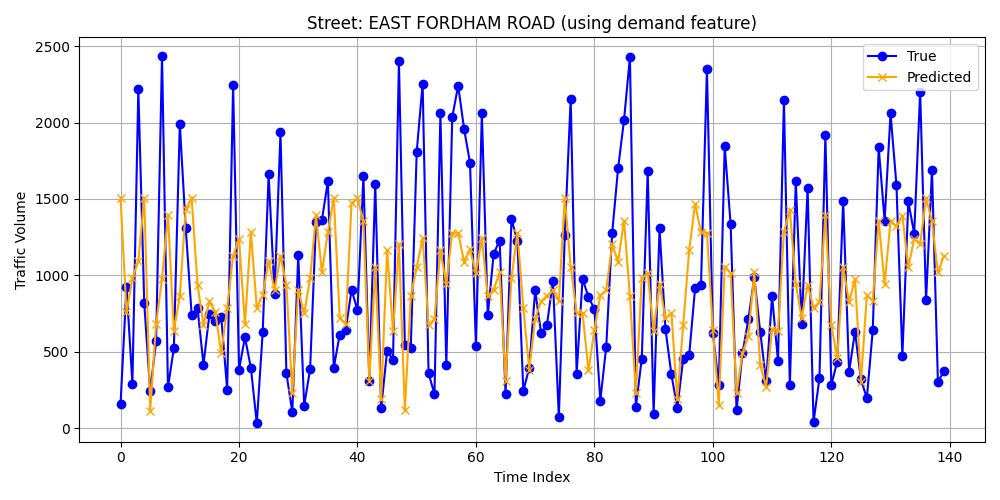 Street: EAST FORDHAM ROAD (using demand feature)
True
Predicted
Traffic Volume
2500
2000
1500
1000
500
0
0 20 40 60 80 100 120 140
Time Index